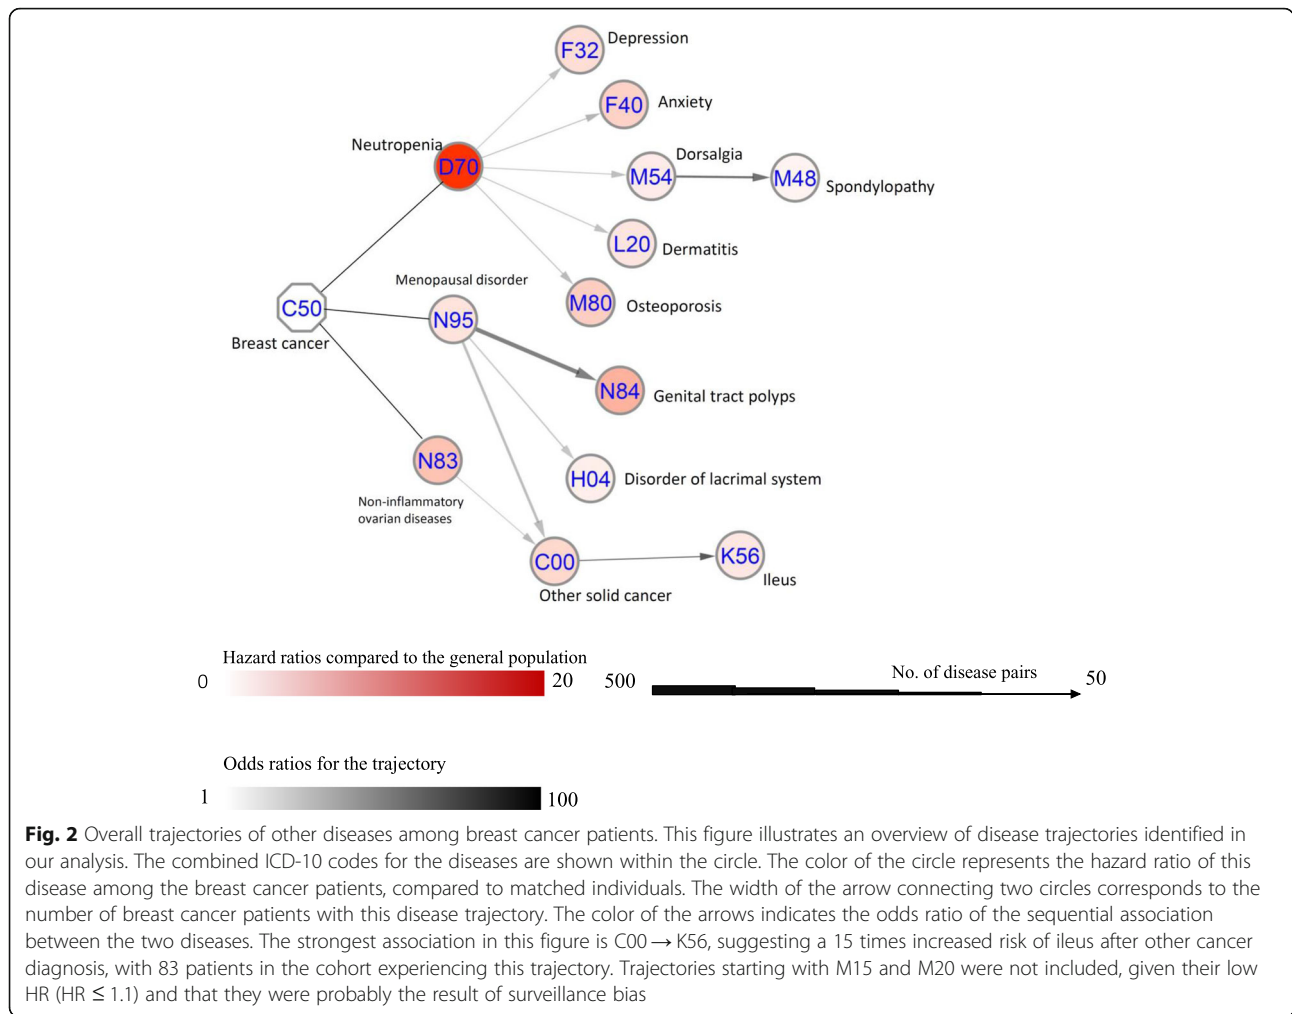 F32 Depression
F40 Anxiety
Neutropenia
D70
Dorsalgia
M54
M48
Spondylopathy
L20 Dermatitis
Menopausal disorder
M80 Osteoporosis
C50
N95
Breast cancer
N84 Genital tract polyps
N83
H04 Disorder of lacrimal system
Non-inflammatory
ovarian diseases
C00
K56
Ileus
Other solid cancer
Hazard ratios compared to the general population
0 20
500 No. of disease pairs 50
Odds ratios for the trajectory
1 100
Fig. 2 Overall trajectories of other diseases among breast cancer patients. This figure illustrates an overview of disease trajectories identified in
our analysis. The combined ICD-10 codes for the diseases are shown within the circle. The color of the circle represents the hazard ratio of this
disease among the breast cancer patients, compared to matched individuals. The width of the arrow connecting two circles corresponds to the
number of breast cancer patients with this disease trajectory. The color of the arrows indicates the odds ratio of the sequential association
between the two diseases. The strongest association in this figure is C00 → K56, suggesting a 15 times increased risk of ileus after other cancer
diagnosis, with 83 patients in the cohort experiencing this trajectory. Trajectories starting with M15 and M20 were not included, given their low
HR (HR ≤ 1.1) and that they were probably the result of surveillance bias